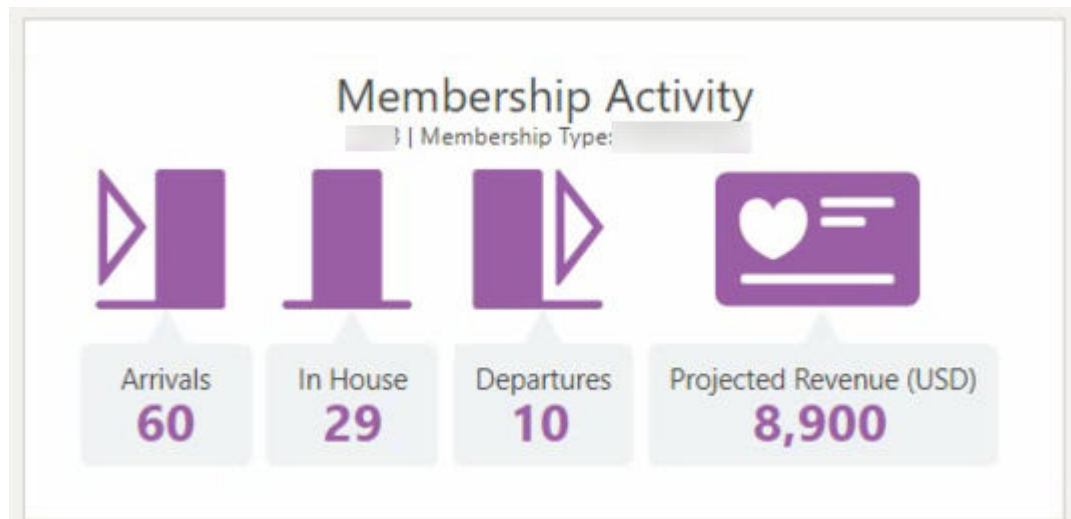 Membership Activity
| Membership Type:
Arrivals
60
In House
29
Departures
10
Projected Revenue (USD)
8,900